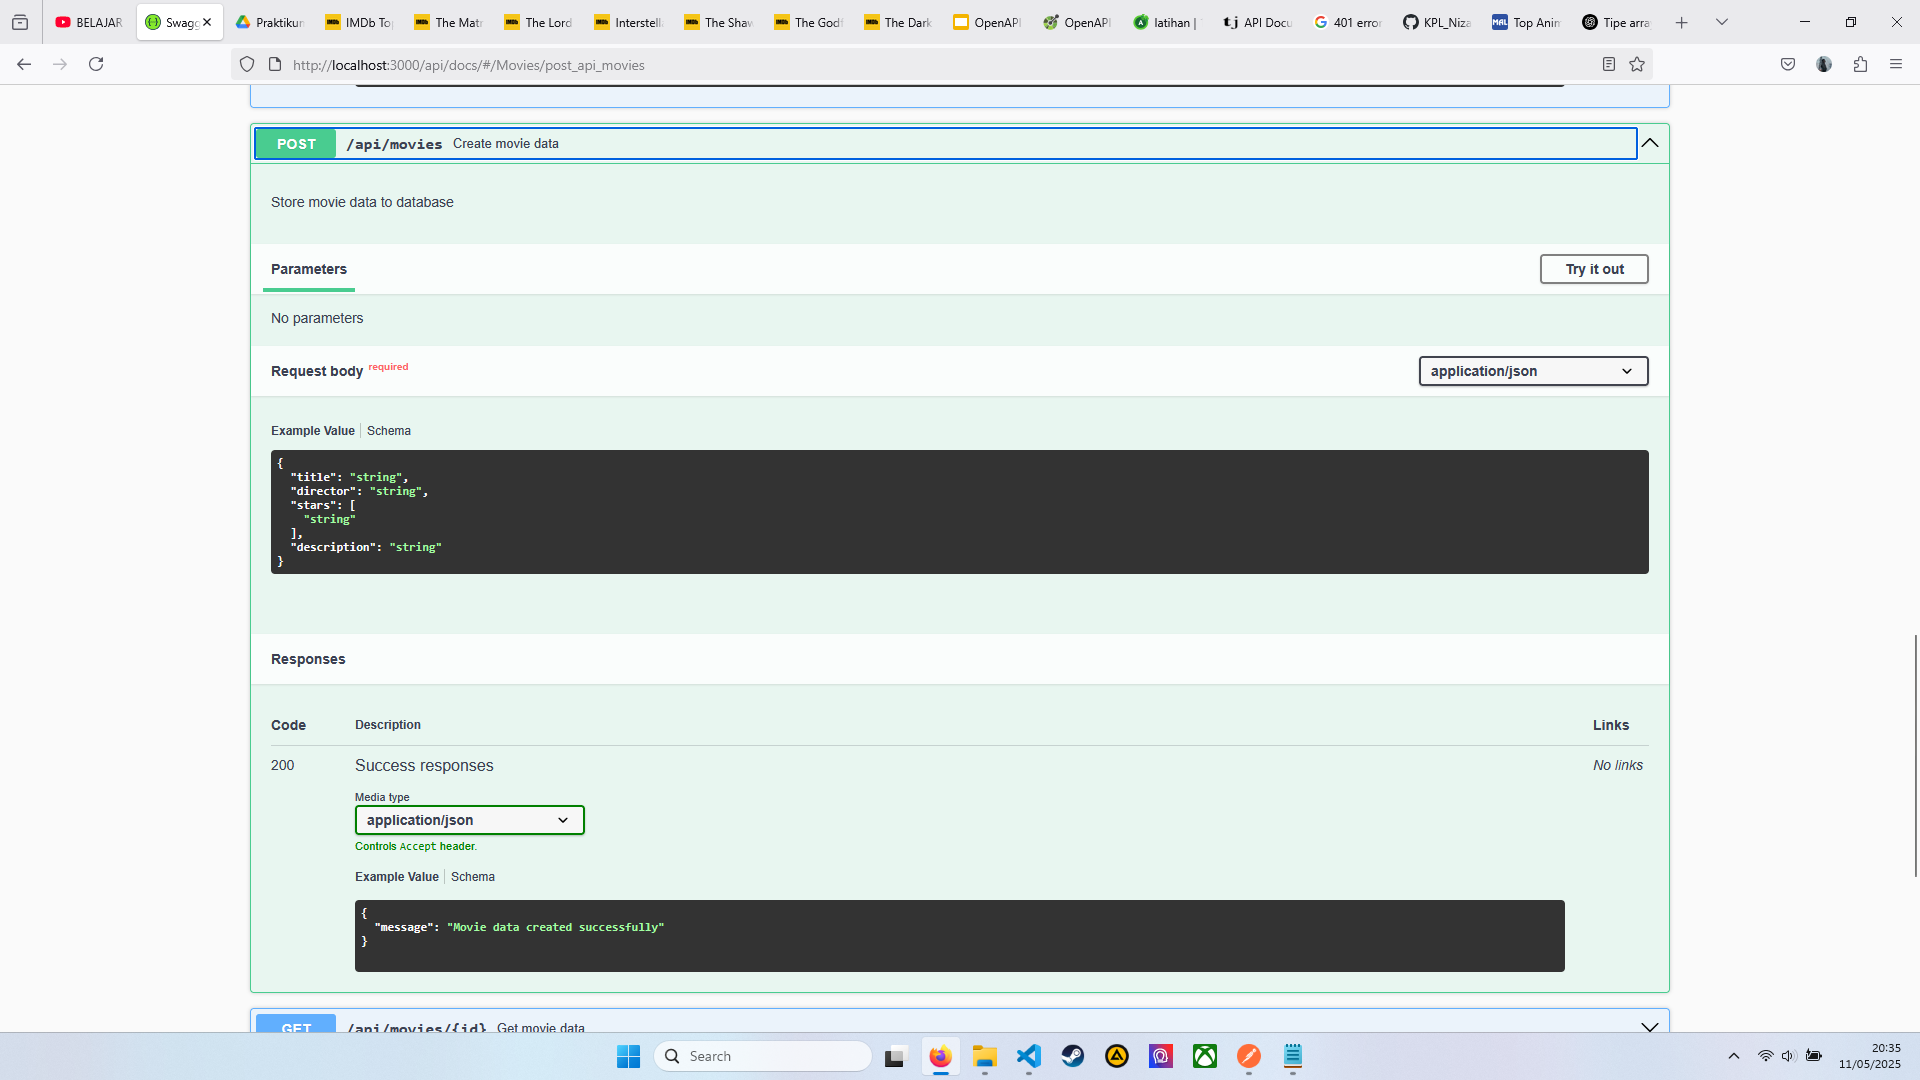 BELAJAR
Swagg
Praktikun
IMDb To
The Matr
The Lord
Interstell
The Shaw
The Godf
The Dark
OpenAPI
OpenAPI
latihan |
API Docu
401 error
KPL_Niza
Top Anim
Tipe arra
http://localhost:3000/api/docs/#/Movies/post_api_movies
POST /api/movies Create movie data
Store movie data to database
Parameters
Try it out
No parameters
Request body required
application/json
Example Value | Schema
{
"title": "string",
"director": "string",
"stars": [
"string"
],
"description": "string"
}
Responses
Code Description Links
200 Success responses No links
Media type
application/json
Controls Accept header.
Example Value | Schema
{
"message": "Movie data created successfully"
}
GET /api/movies/{id} Get movie data
Search
20:35
11/05/2025